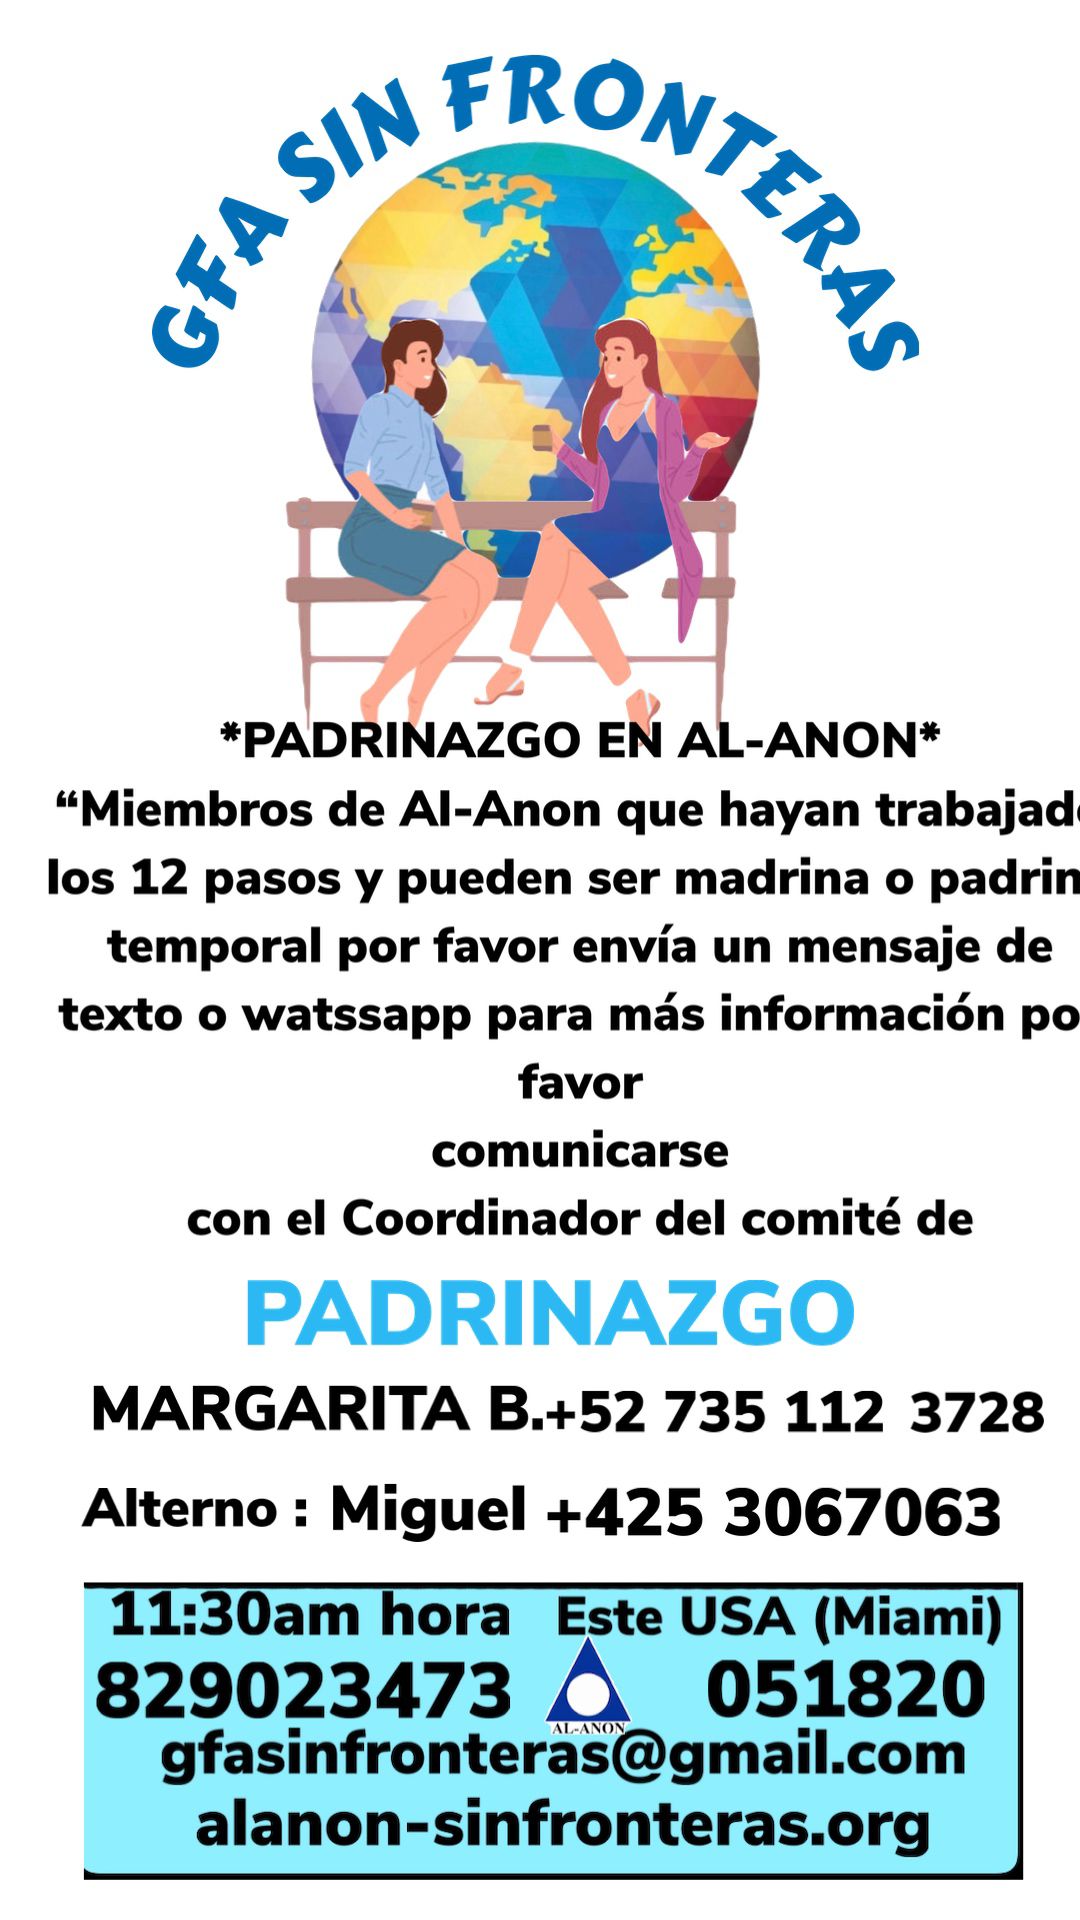 GFA SIN FRONTERAS
*PADRINAZGO EN AL-ANON*
“Miembros de Al-Anon que hayan trabajado
los 12 pasos y pueden ser madrina o padrin
temporal por favor envía un mensaje de
texto o watssapp para más información po
favor
comunicarse
con el Coordinador del comité de
PADRINAZGO
MARGARITA B.+52 735 112 3728
Alterno : Miguel +425 3067063
11:30am hora Este USA (Miami)
829023473 051820
AL-ANON
gfasinfronteras@gmail.com
alanon-sinfronteras.org